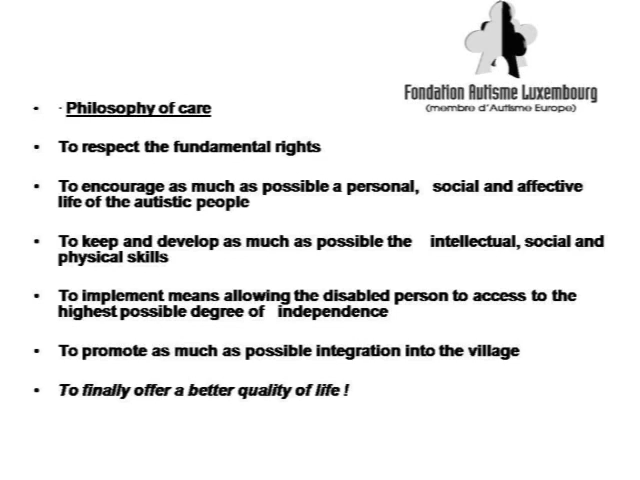 Fondation Autisme Luxembourg
(membre d'Autisme Europe)
• · Philosophy of care
• To respect the fundamental rights
• To encourage as much as possible a personal, social and affective
life of the autistic people
• To keep and develop as much as possible the intellectual, social and
physical skills
• To implement means allowing the disabled person to access to the
highest possible degree of independence
• To promote as much as possible integration into the village
• To finally offer a better quality of life !